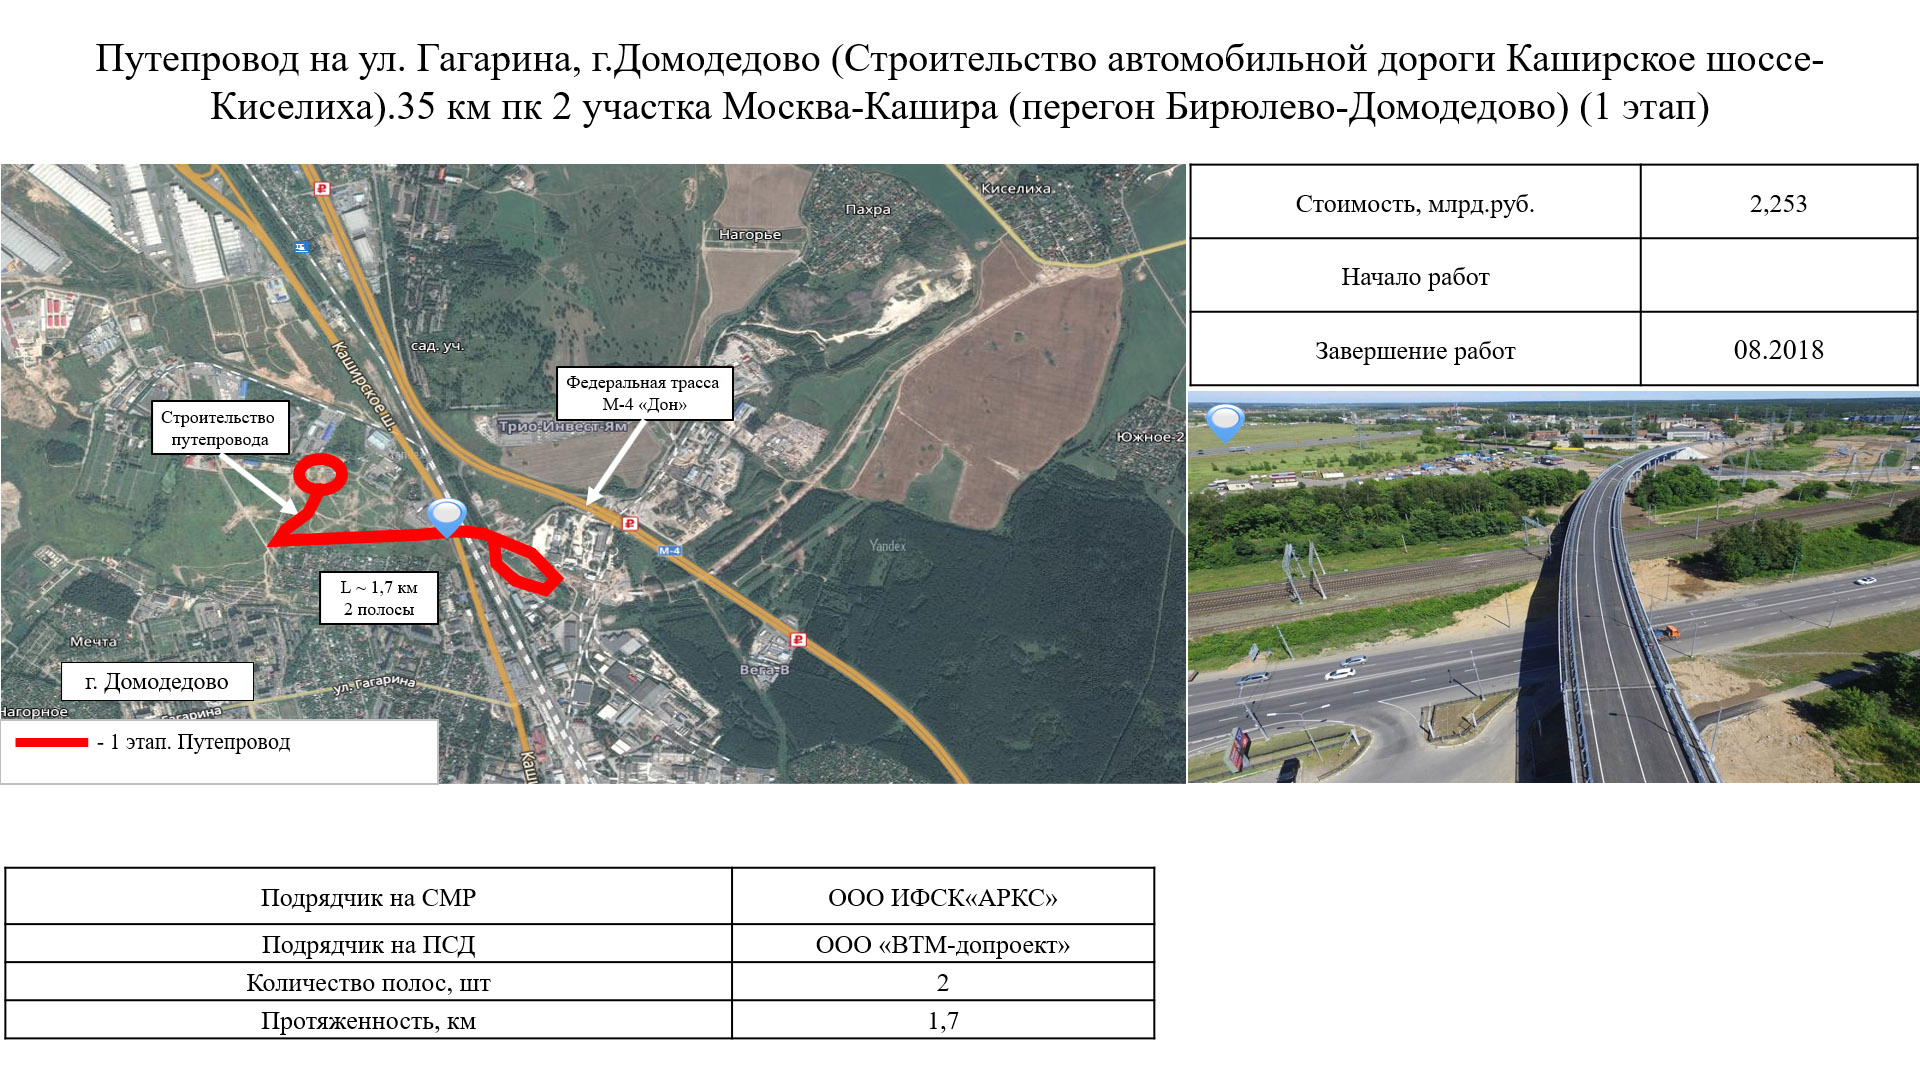 Путепровод на ул. Гагарина, г.Домодедово (Строительство автомобильной дороги Каширское шоссе-
Киселиха).35 км пк 2 участка Москва-Кашира (перегон Бирюлево-Домодедово) (1 этап)
Киселиха
Пахра
Нагорье
сад. уч.
Каширское ш.
Федеральная трасса
М-4 «Дон»
Трио-Инвест-Ям
Южное-2
Строительство
путепровода
Yandex
М-4
L ~ 1,7 км
2 полосы
Мечта
Вега-В
г. Домодедово
ул. Гагарина
Нагорное
Гагарина
Каши
- 1 этап. Путепровод
Стоимость, млрд.руб. 2,253
Начало работ
Завершение работ 08.2018
Подрядчик на СМР ООО ИФСК«АРКС»
Подрядчик на ПСД ООО «ВТМ-допроект»
Количество полос, шт 2
Протяженность, км 1,7